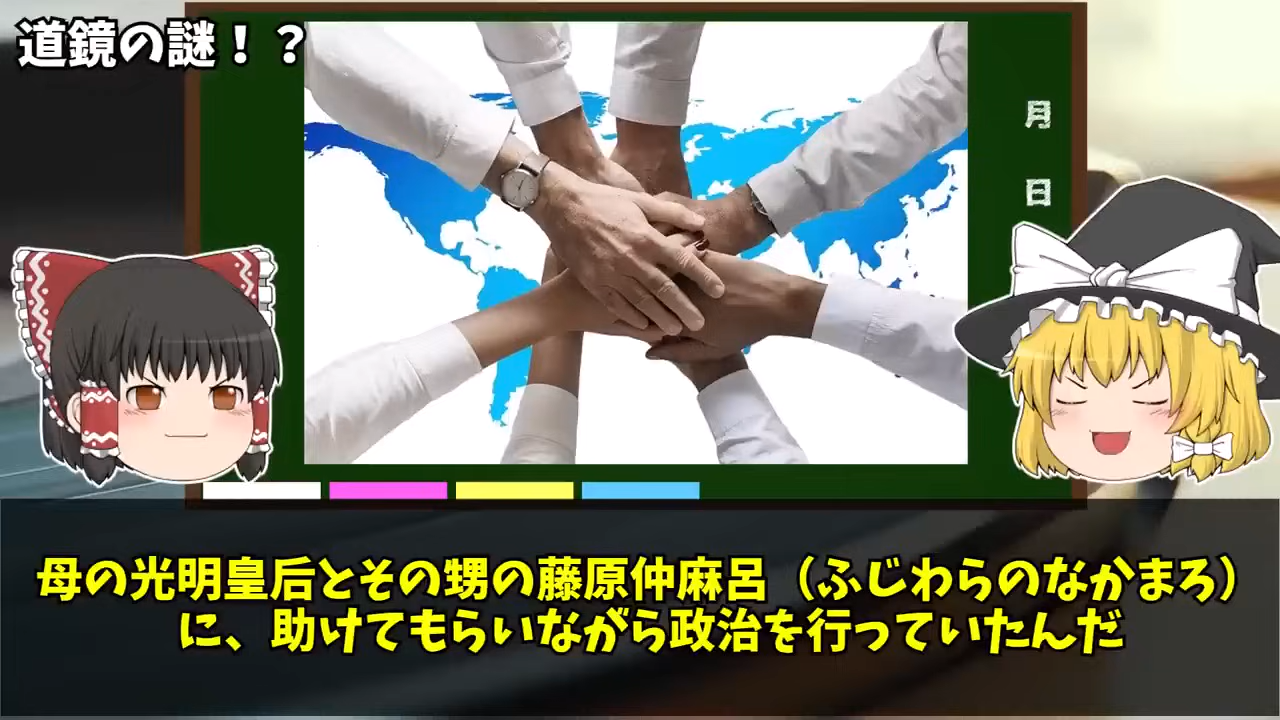 道鏡の謎！？
月
日
母の光明皇后とその甥の藤原仲麻呂（ふじわらのなかまろ）
に、助けてもらいながら政治を行っていたんだ